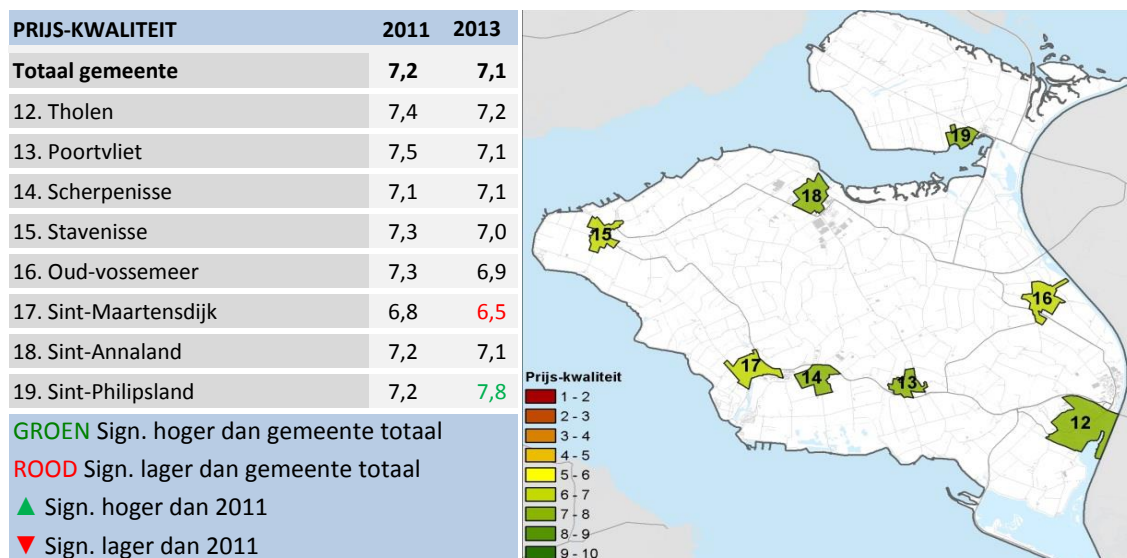 PRIJS-KWALITEIT 2011 2013
Totaal gemeente 7,2 7,1
12. Tholen 7,4 7,2
13. Poortvliet 7,5 7,1
14. Scherpenisse 7,1 7,1
15. Stavenisse 7,3 7,0
16. Oud-vossemeer 7,3 6,9
17. Sint-Maartensdijk 6,8 6,5
18. Sint-Annaland 7,2 7,1
19. Sint-Philipsland 7,2 7,8
GROEN Sign. hoger dan gemeente totaal
ROOD Sign. lager dan gemeente totaal
▲ Sign. hoger dan 2011
▼ Sign. lager dan 2011
19
18
15
16
17
14
13
12
Prijs-kwaliteit
1 - 2
2 - 3
3 - 4
4 - 5
5 - 6
6 - 7
7 - 8
8 - 9
9 - 10